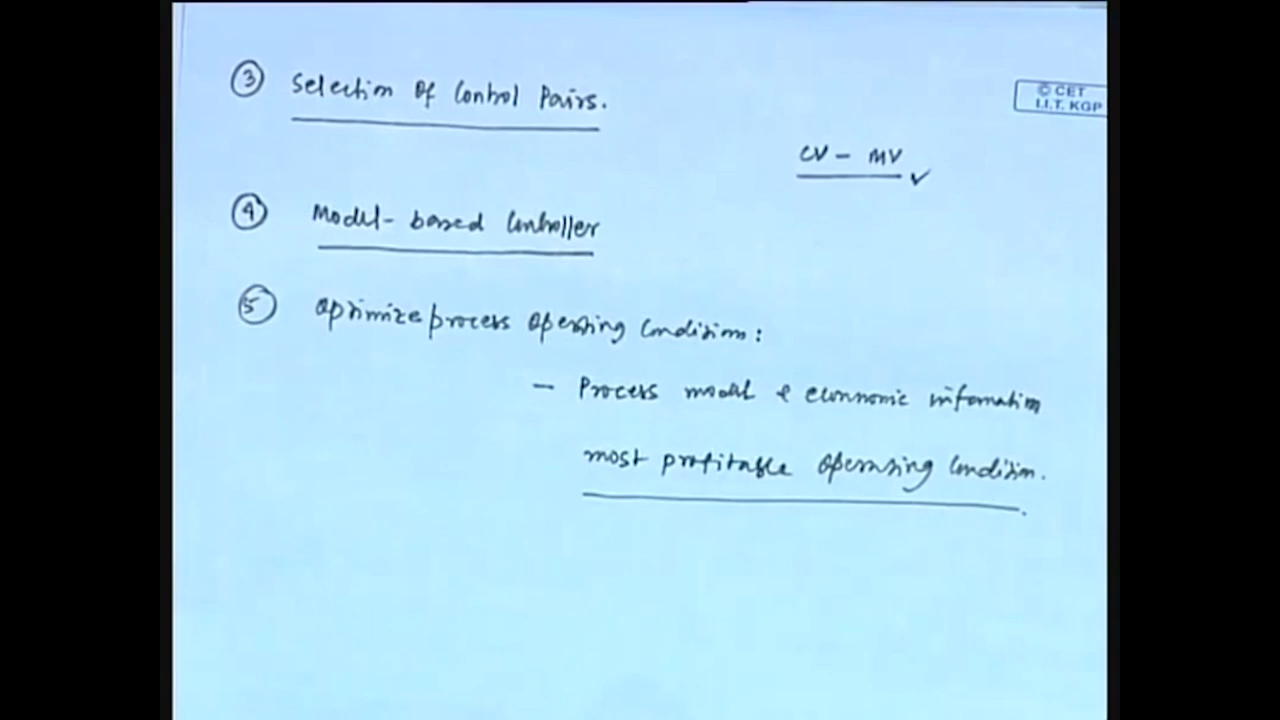 ③ Selection of Control Pairs.
© CET
I.I.T. KGP
CV - MV ✓
④ Model-based Controller
⑤ Optimize process operating conditions:
- Process model & economic information
most profitable operating condition.